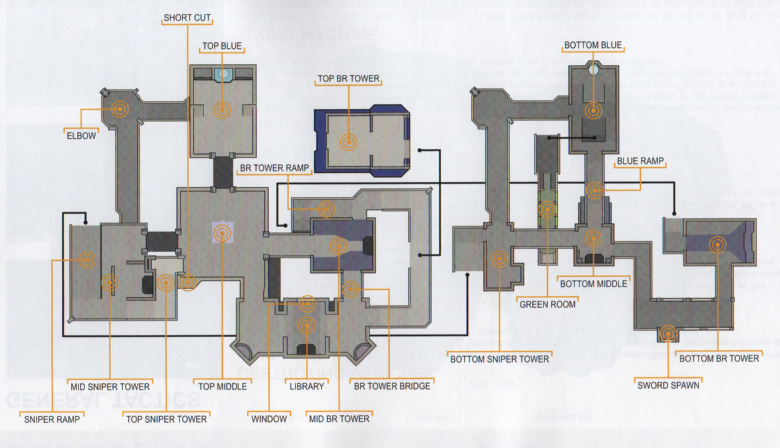 SHORT CUT
TOP BLUE
BOTTOM BLUE
TOP BR TOWER
ELBOW
BR TOWER RAMP
BLUE RAMP
GREEN ROOM
BOTTOM MIDDLE
BOTTOM SNIPER TOWER
BOTTOM BR TOWER
SWORD SPAWN
MID SNIPER TOWER
TOP MIDDLE
LIBRARY
BR TOWER BRIDGE
SNIPER RAMP
TOP SNIPER TOWER
WINDOW
MID BR TOWER
GENERAL TACTICS